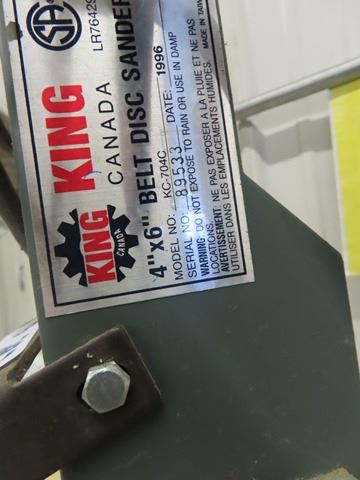 SA
LR7642
KING
CANADA
KING
CANADA
4"x6" BELT DISC SANDER
MODEL NO: KC-704C DATE: 1996
SERIAL NO: 89533
WARNING: DO NOT EXPOSE TO RAIN OR USE IN DAMP
LOCATIONS. MADE IN
AVERTISSEMENT: NE PAS EXPOSER A LA PLUIE ET NE PAS
UTILISER DANS LES EMPLACEMENTS HUMIDES.